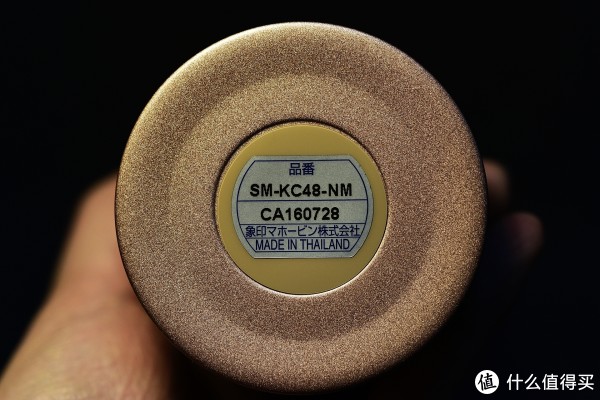 品番
SM-KC48-NM
CA160728
象印マホービン株式会社
MADE IN THAILAND
值 什么值得买